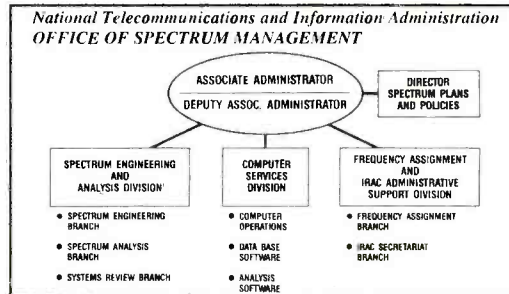 National Telecommunications and Information Administration
OFFICE OF SPECTRUM MANAGEMENT
ASSOCIATE ADMINISTRATOR
DEPUTY ASSOC. ADMINISTRATOR
DIRECTOR
SPECTRUM PLANS
AND POLICIES
SPECTRUM ENGINEERING
AND
ANALYSIS DIVISION
● SPECTRUM ENGINEERING
BRANCH
● SPECTRUM ANALYSIS
BRANCH
● SYSTEMS REVIEW BRANCH
COMPUTER
SERVICES
DIVISION
● COMPUTER
OPERATIONS
● DATA BASE
SOFTWARE
● ANALYSIS
SOFTWARE
FREQUENCY ASSIGNMENT
AND
IRAC ADMINISTRATIVE
SUPPORT DIVISION
● FREQUENCY ASSIGNMENT
BRANCH
● IRAC SECRETARIAT
BRANCH